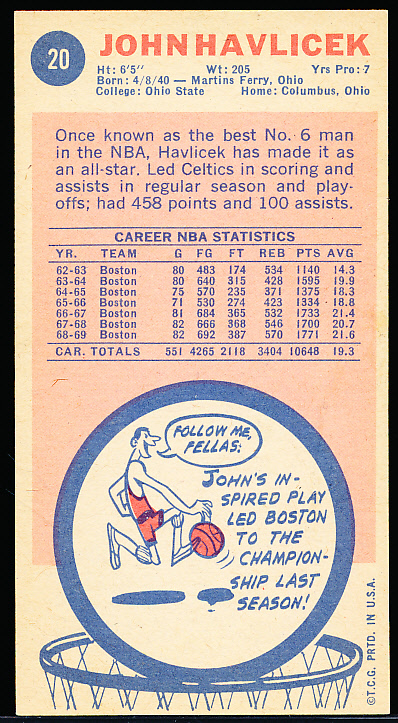 20
JOHN HAVLICEK
Ht: 6'5" Wt: 205 Yrs Pro: 7
Born: 4/8/40 — Martins Ferry, Ohio
College: Ohio State Home: Columbus, Ohio
Once known as the best No. 6 man
in the NBA, Havlicek has made it as
an all-star. Led Celtics in scoring and
assists in regular season and play-
offs; had 458 points and 100 assists.
CAREER NBA STATISTICS
YR. TEAM G FG FT REB PTS AVG
62-63 Boston 80 483 174 534 1140 14.3
63-64 Boston 80 640 315 428 1595 19.9
64-65 Boston 75 570 235 371 1375 18.3
65-66 Boston 71 530 274 423 1334 18.8
66-67 Boston 81 684 365 532 1733 21.4
67-68 Boston 82 666 368 546 1700 20.7
68-69 Boston 82 692 387 570 1771 21.6
CAR. TOTALS 551 4265 2118 3404 10648 19.3
FOLLOW ME,
FELLAS!
JOHN'S IN-
SPIRED PLAY
LED BOSTON
TO THE
CHAMPION-
SHIP LAST
SEASON!
©T.C.G. PRTD. IN U.S.A.